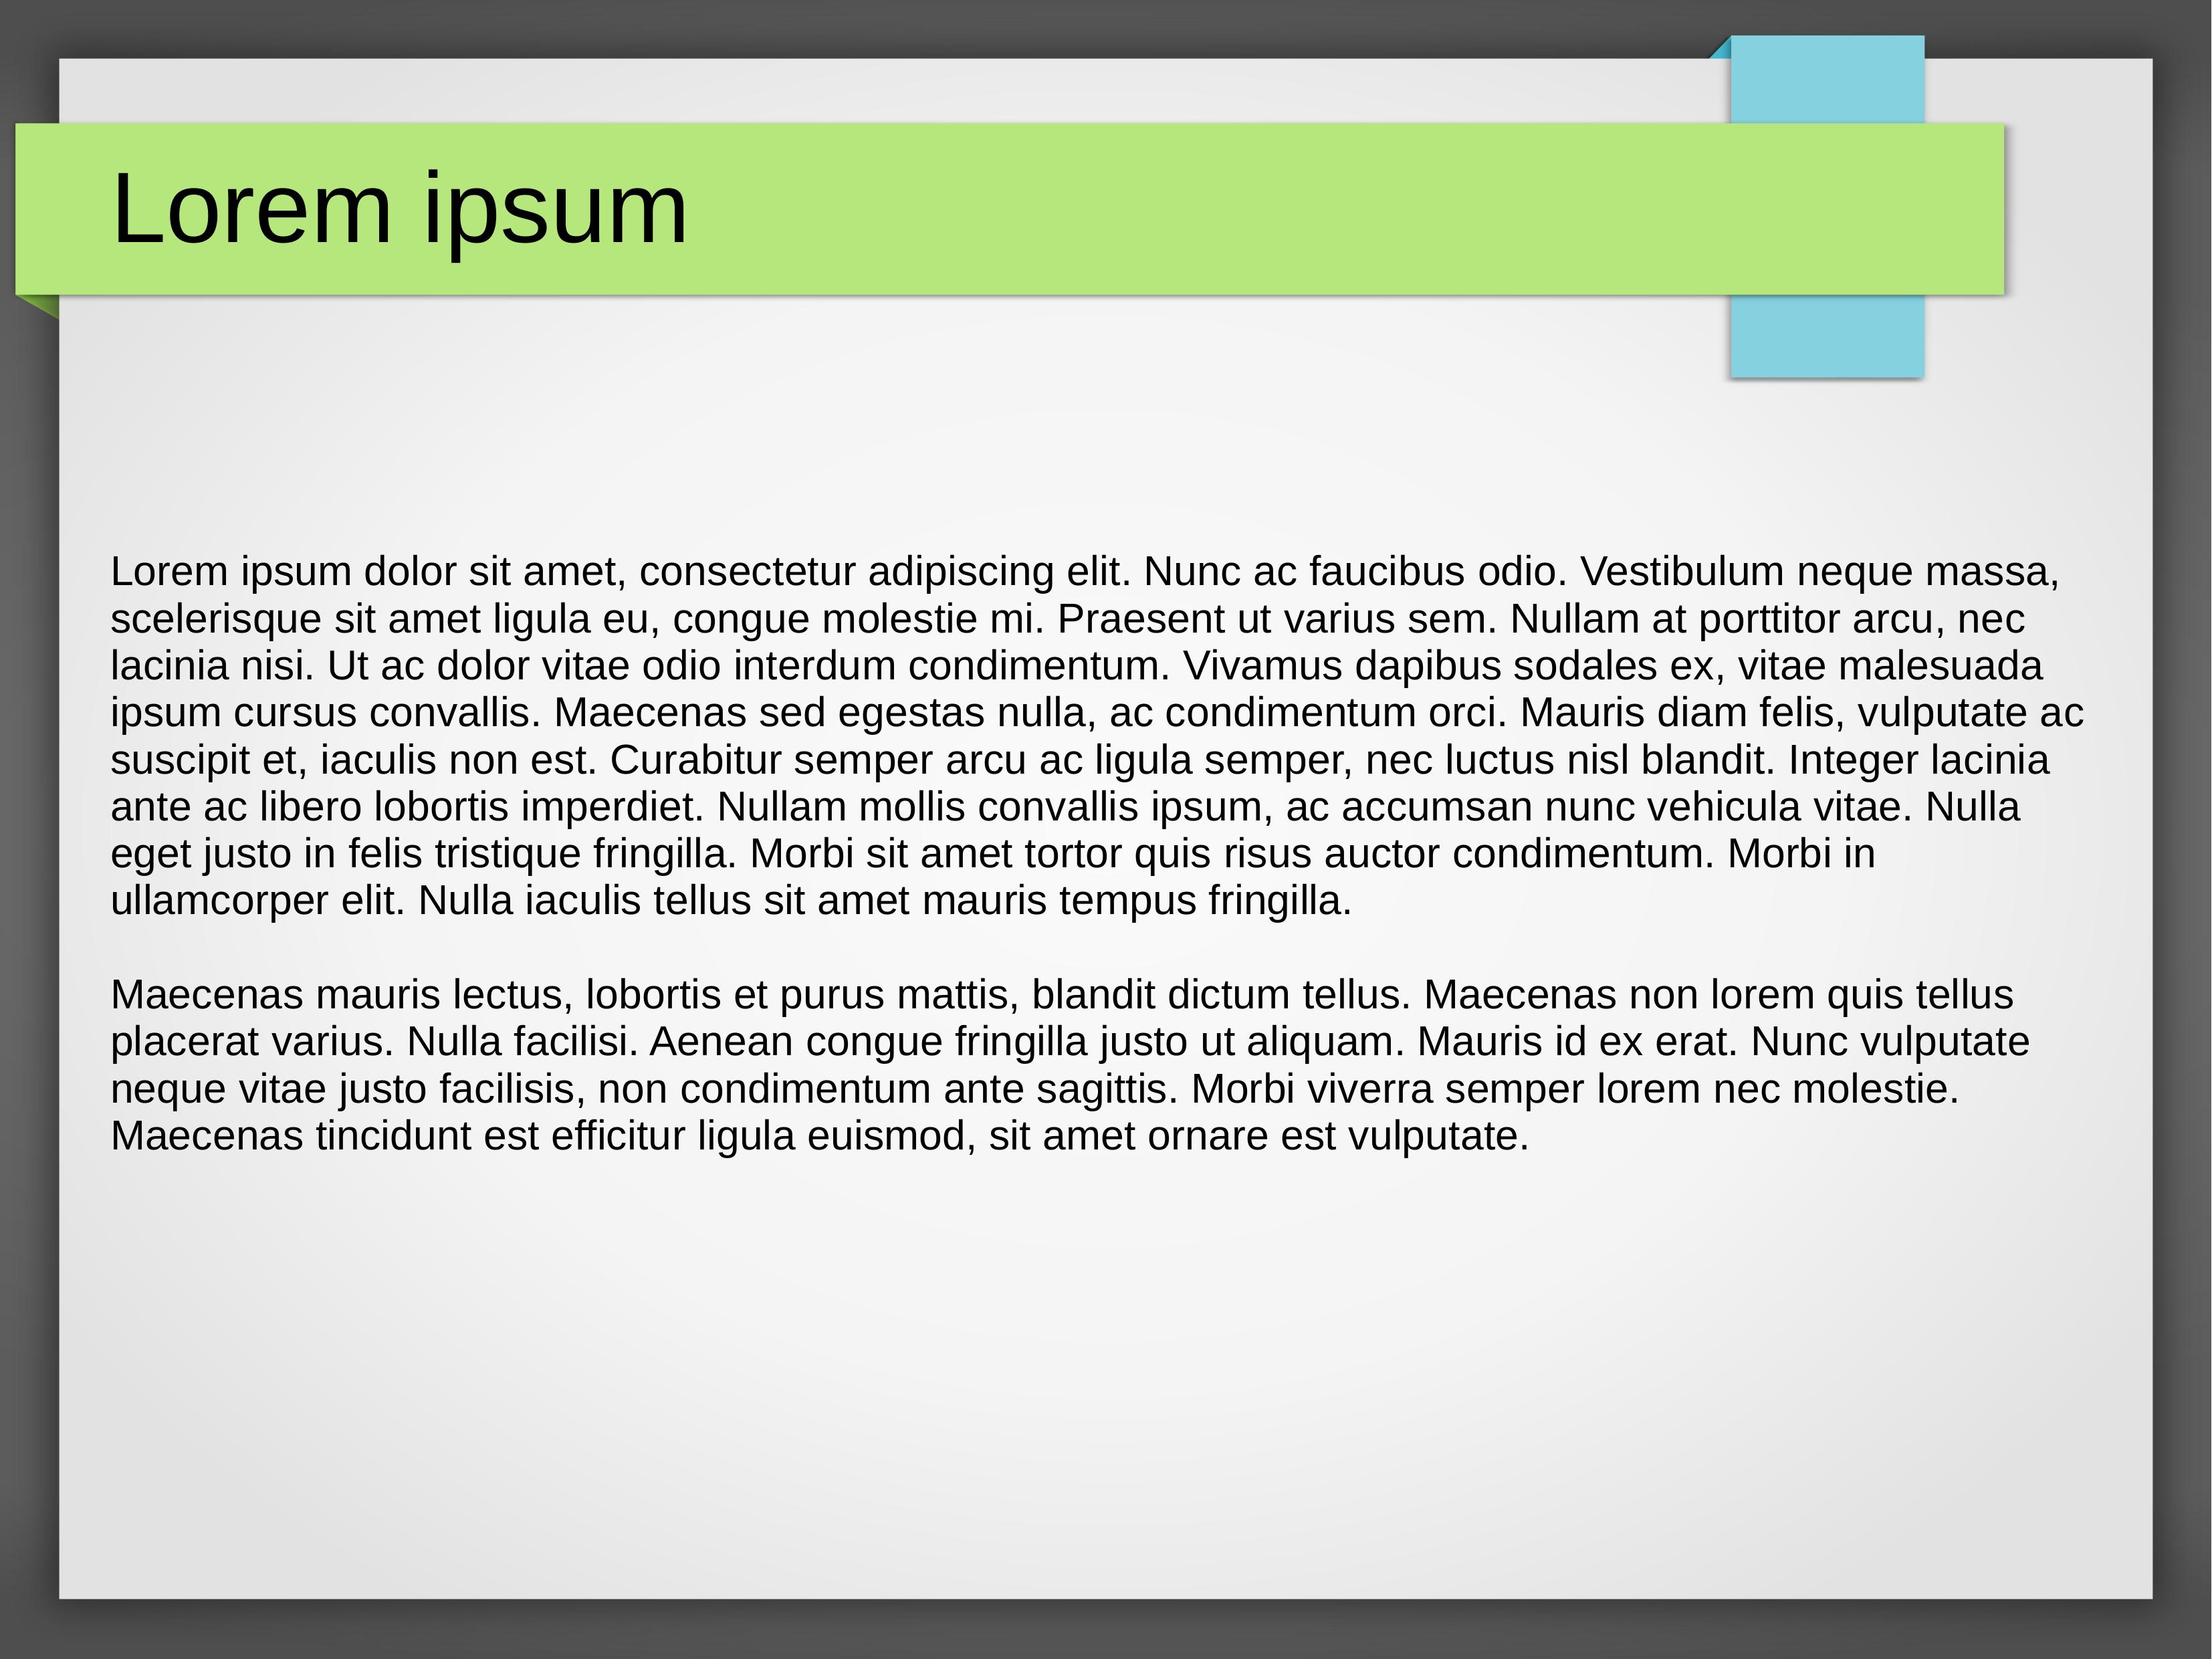 Lorem ipsum
Lorem ipsum dolor sit amet, consectetur adipiscing elit. Nunc ac faucibus odio. Vestibulum neque massa,
scelerisque sit amet ligula eu, congue molestie mi. Praesent ut varius sem. Nullam at porttitor arcu, nec
lacinia nisi. Ut ac dolor vitae odio interdum condimentum. Vivamus dapibus sodales ex, vitae malesuada
ipsum cursus convallis. Maecenas sed egestas nulla, ac condimentum orci. Mauris diam felis, vulputate ac
suscipit et, iaculis non est. Curabitur semper arcu ac ligula semper, nec luctus nisl blandit. Integer lacinia
ante ac libero lobortis imperdiet. Nullam mollis convallis ipsum, ac accumsan nunc vehicula vitae. Nulla
eget justo in felis tristique fringilla. Morbi sit amet tortor quis risus auctor condimentum. Morbi in
ullamcorper elit. Nulla iaculis tellus sit amet mauris tempus fringilla.
Maecenas mauris lectus, lobortis et purus mattis, blandit dictum tellus. Maecenas non lorem quis tellus
placerat varius. Nulla facilisi. Aenean congue fringilla justo ut aliquam. Mauris id ex erat. Nunc vulputate
neque vitae justo facilisis, non condimentum ante sagittis. Morbi viverra semper lorem nec molestie.
Maecenas tincidunt est efficitur ligula euismod, sit amet ornare est vulputate.